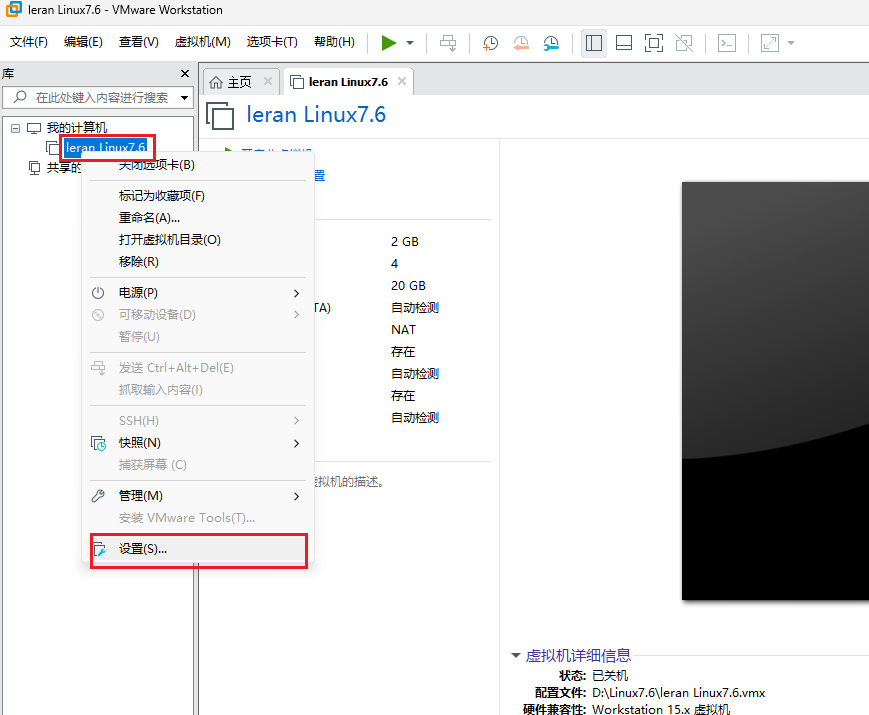 leran Linux7.6 - VMware Workstation
文件(F) 编辑(E) 查看(V) 虚拟机(M) 选项卡(T) 帮助(H)
库
在此处键入内容进行搜索
我的计算机
leran Linux7.6
共享的
主页
leran Linux7.6
leran Linux7.6
置
关闭选项卡(B)
标记为收藏项(F)
重命名(A)...
打开虚拟机目录(O)
移除(R)
电源(P)
可移动设备(D)
暂停(U)
发送 Ctrl+Alt+Del(E)
抓取输入内容(I)
SSH(H)
快照(N)
捕获屏幕 (C)
管理(M)
安装 VMware Tools(T)...
设置(S)...
2 GB
4
20 GB
TA) 自动检测
NAT
存在
自动检测
存在
自动检测
拟机的描述。
虚拟机详细信息
状态: 已关机
配置文件: D:\Linux7.6\leran Linux7.6.vmx
硬件兼容性: Workstation 15.x 虚拟机